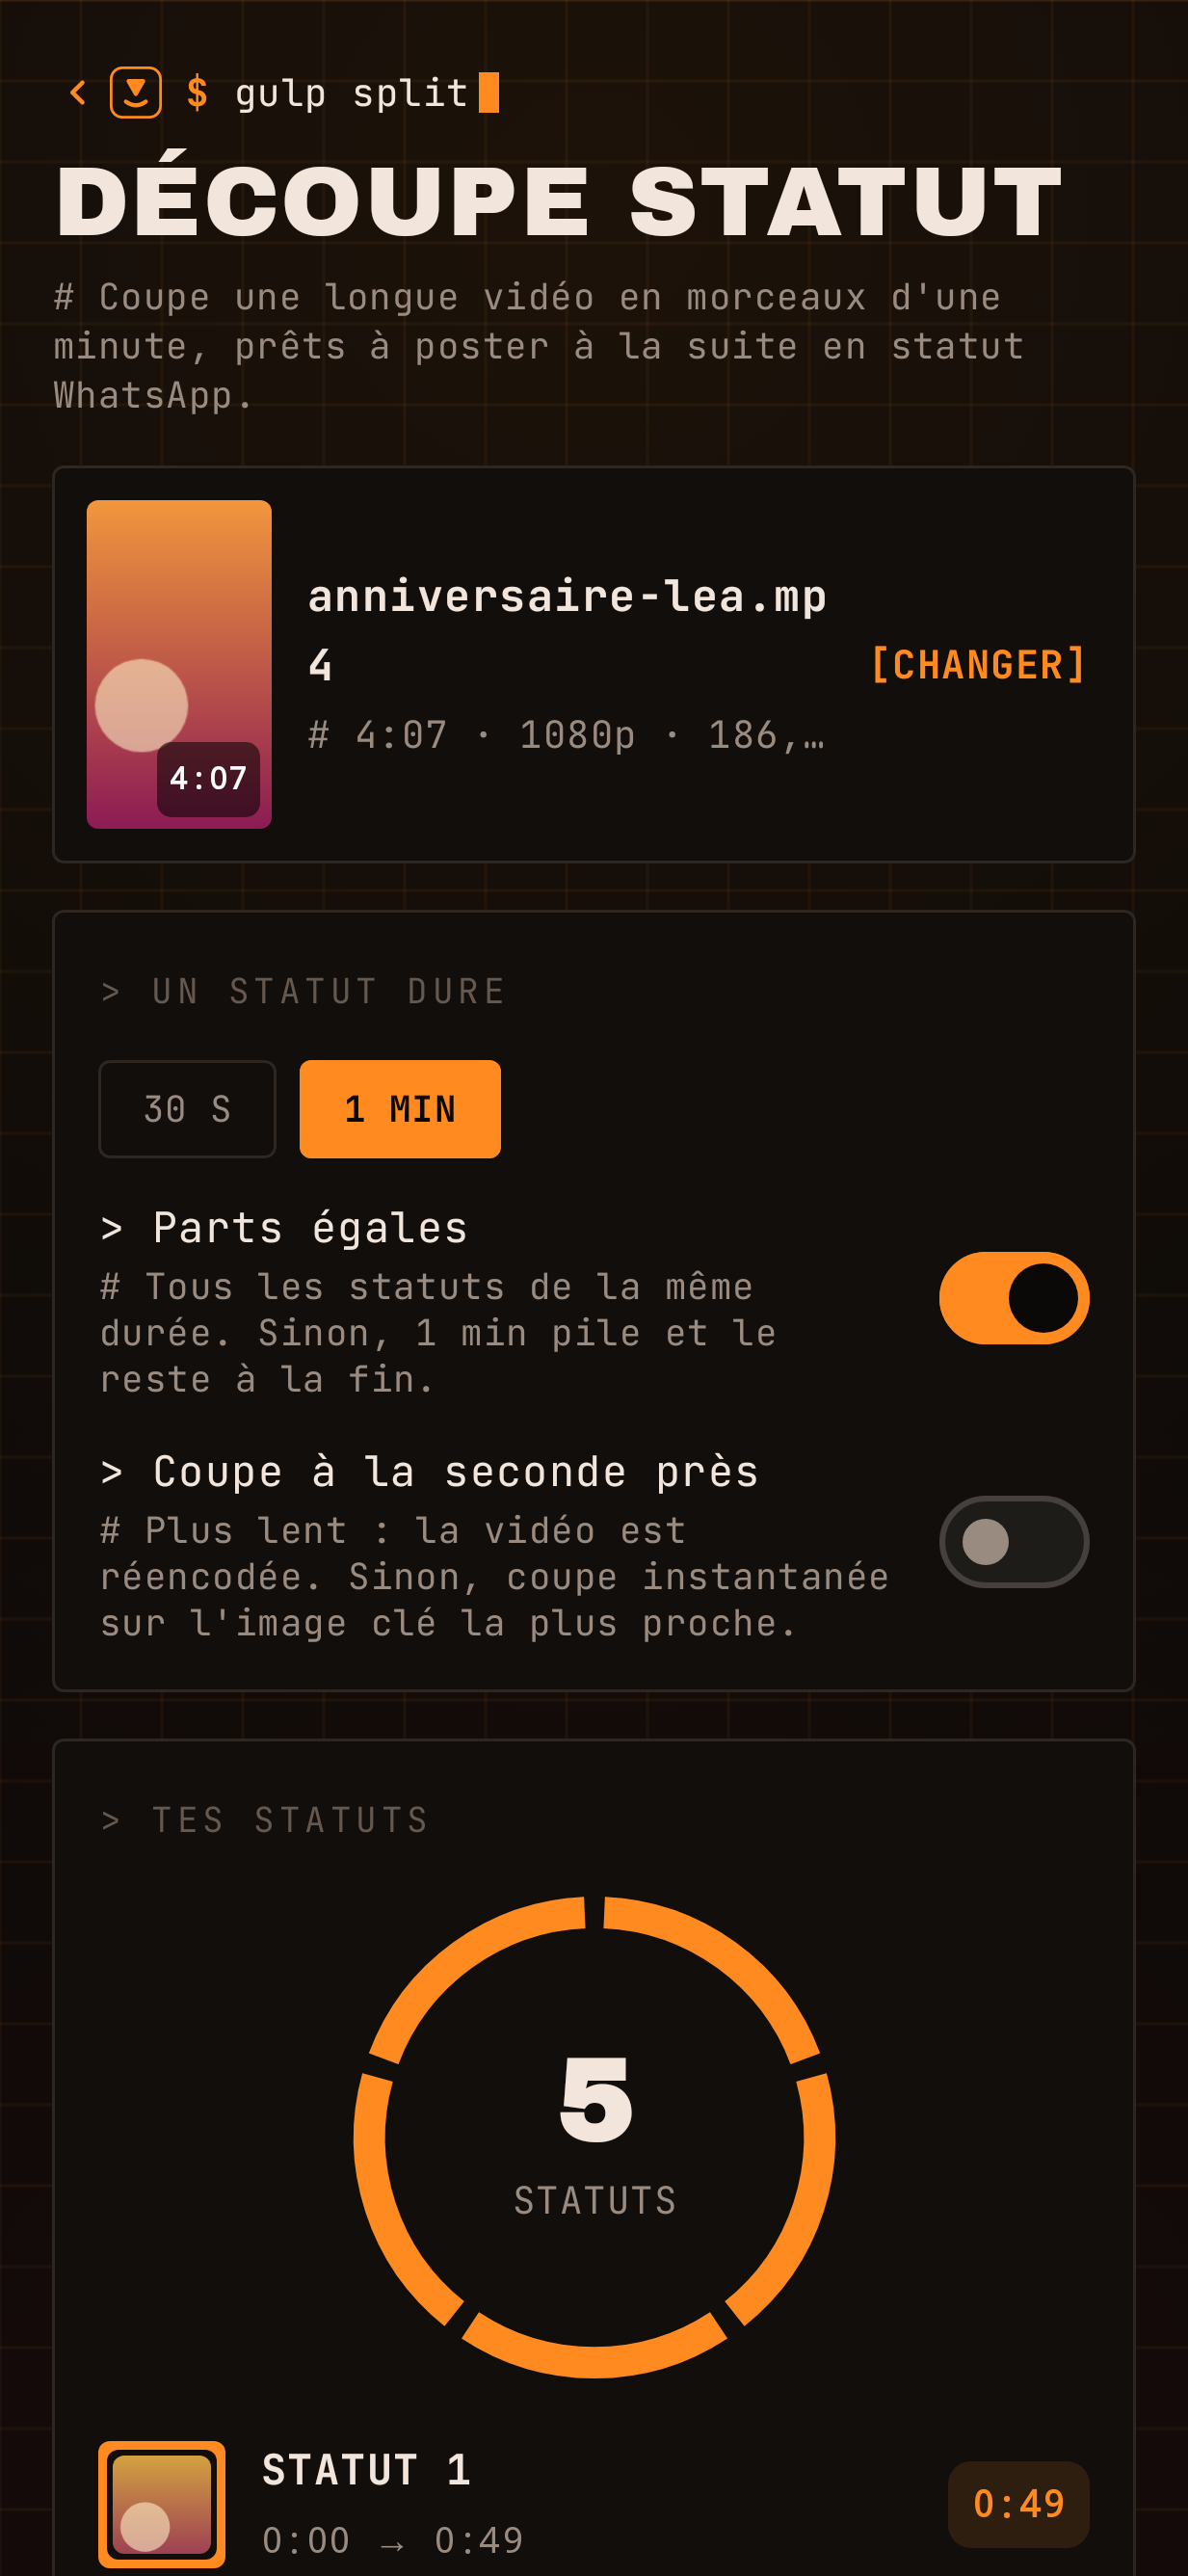 $ gulp split
DÉCOUPE STATUT
# Coupe une longue vidéo en morceaux d'une
minute, prêts à poster à la suite en statut
WhatsApp.
anniversaire-lea.mp
4
[CHANGER]
# 4:07 · 1080p · 186,…
4:07
> UN STATUT DURE
30 S
1 MIN
> Parts égales
# Tous les statuts de la même
durée. Sinon, 1 min pile et le
reste à la fin.
> Coupe à la seconde près
# Plus lent : la vidéo est
réencodée. Sinon, coupe instantanée
sur l'image clé la plus proche.
> TES STATUTS
5
STATUTS
STATUT 1
0:00 → 0:49
0:49